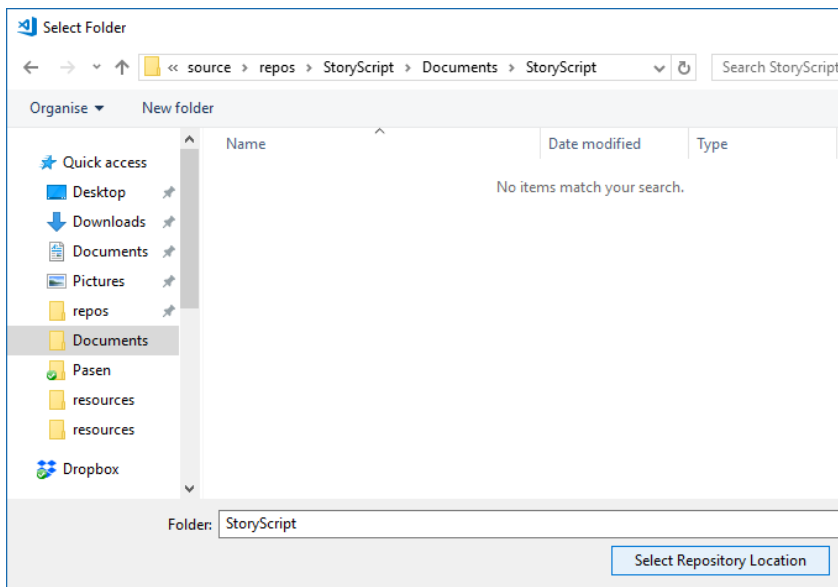 Select Folder
« source › repos › StoryScript › Documents › StoryScript
Search StoryScript
Organise
New folder
Name
Date modified
Type
No items match your search.
Quick access
Desktop
Downloads
Documents
Pictures
repos
Documents
Pasen
resources
resources
Dropbox
Folder: StoryScript
Select Repository Location